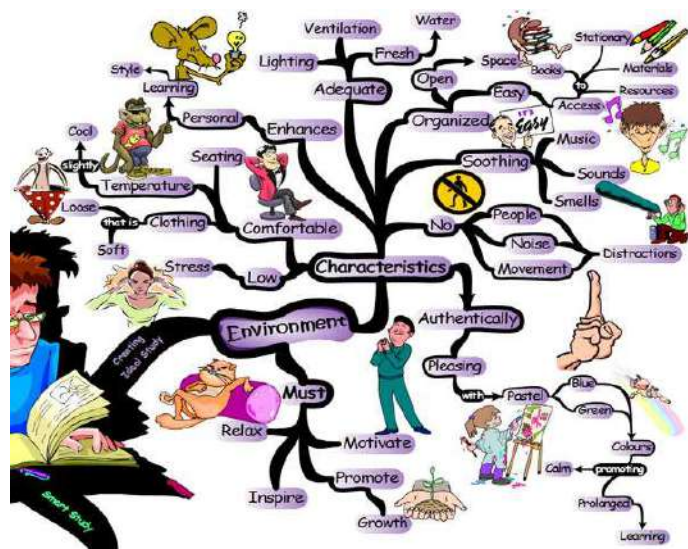 Ventilation
Water
Fresh
Lighting
Adequate
Style
Learning
Personal
Enhances
Space
Open
Organized
Easy
Books
to
Access
Stationary
Materials
Resources
it's
Easy
Cool
slightly
Temperature
Seating
Loose
that is
Clothing
Soft
Comfortable
Stress
Low
Soothing
Music
Sounds
Smells
No
People
Noise
Movement
Distractions
Characteristics
Environment
Creating
Ideal Study
Smart Study
Must
Relax
Motivate
Inspire
Promote
Growth
Authentically
Pleasing
with
Pastel
Blue
Green
Colours
promoting
Calm
Prolonged
Learning